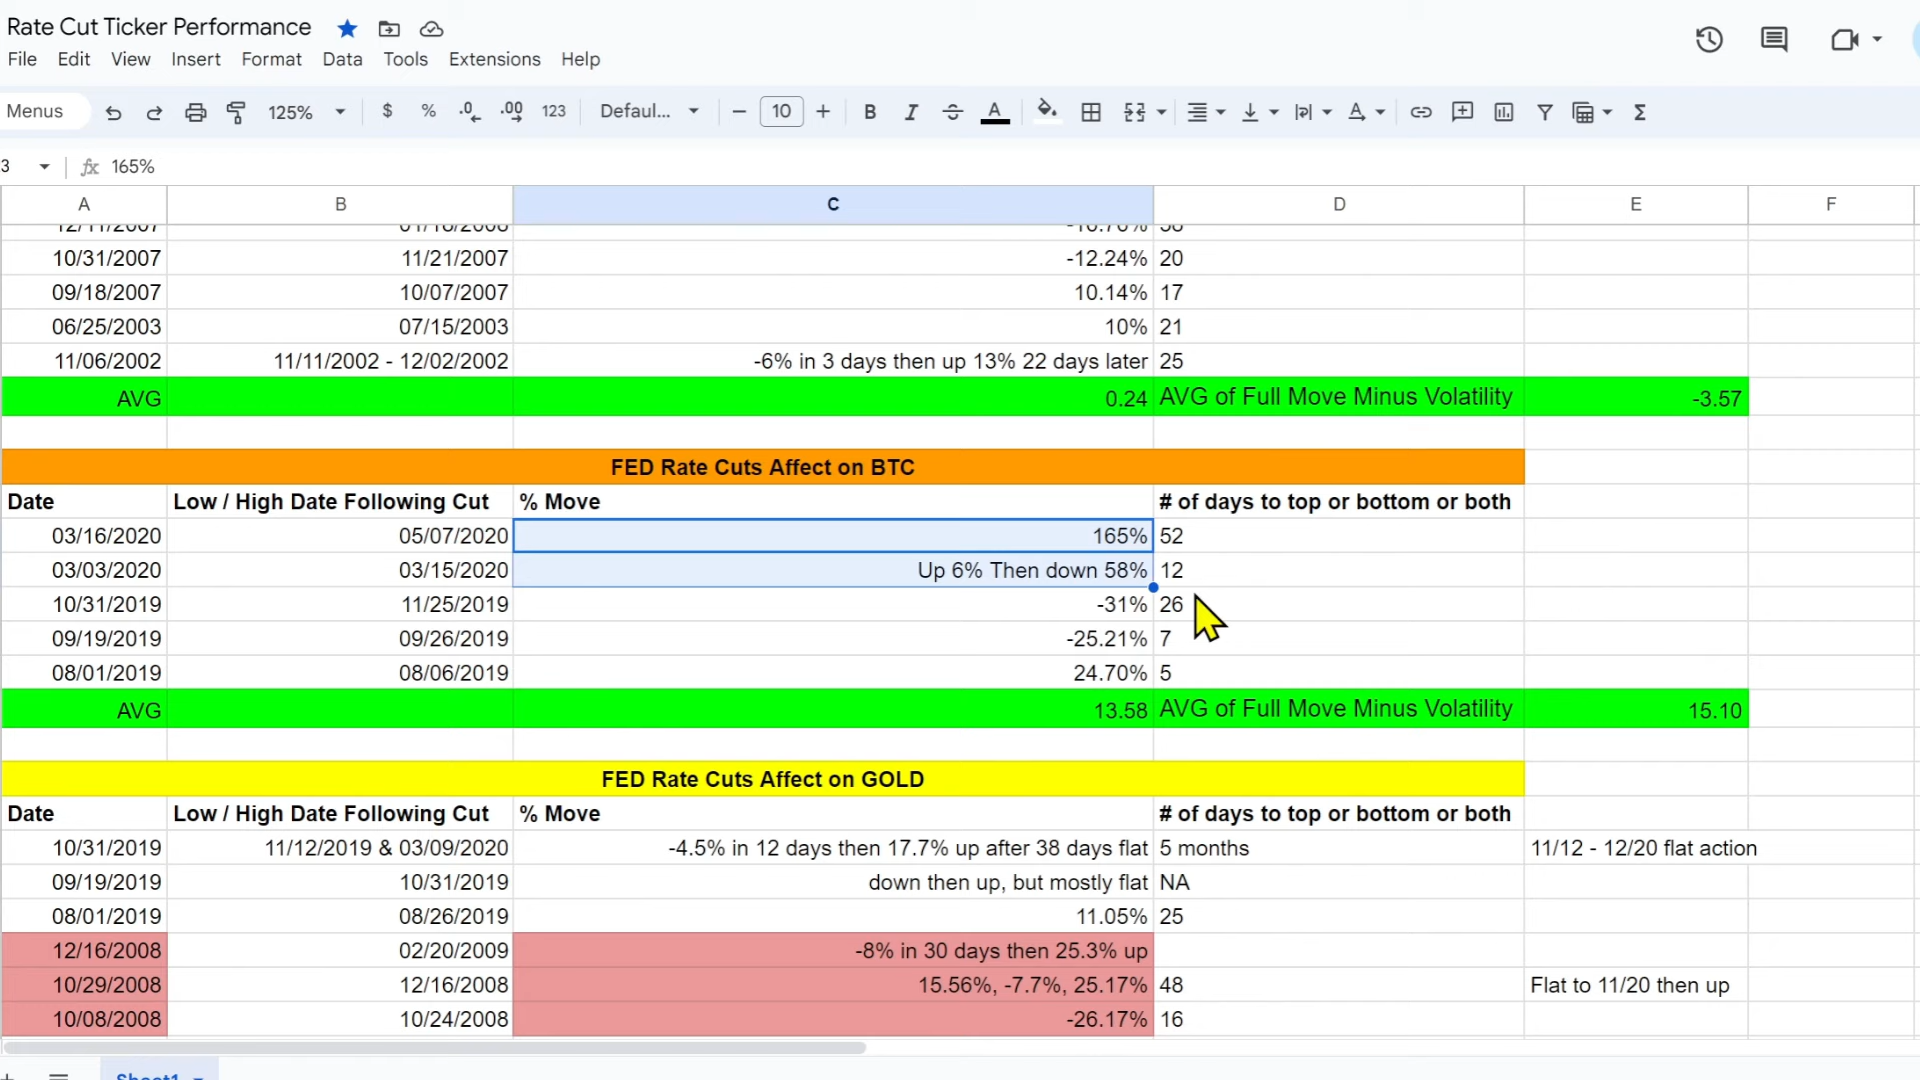 Rate Cut Ticker Performance
File Edit View Insert Format Data Tools Extensions Help
Menus 125% $ % .0 .00 123 Defaul... 10 B I A
3 fx 165%
A B C D E F
10/31/2007 11/21/2007 -12.24% 20
09/18/2007 10/07/2007 10.14% 17
06/25/2003 07/15/2003 10% 21
11/06/2002 11/11/2002 - 12/02/2002 -6% in 3 days then up 13% 22 days later 25
AVG 0.24 AVG of Full Move Minus Volatility -3.57
FED Rate Cuts Affect on BTC
Date Low / High Date Following Cut % Move # of days to top or bottom or both
03/16/2020 05/07/2020 165% 52
03/03/2020 03/15/2020 Up 6% Then down 58% 12
10/31/2019 11/25/2019 -31% 26
09/19/2019 09/26/2019 -25.21% 7
08/01/2019 08/06/2019 24.70% 5
AVG 13.58 AVG of Full Move Minus Volatility 15.10
FED Rate Cuts Affect on GOLD
Date Low / High Date Following Cut % Move # of days to top or bottom or both
10/31/2019 11/12/2019 & 03/09/2020 -4.5% in 12 days then 17.7% up after 38 days flat 5 months 11/12 - 12/20 flat action
09/19/2019 10/31/2019 down then up, but mostly flat NA
08/01/2019 08/26/2019 11.05% 25
12/16/2008 02/20/2009 -8% in 30 days then 25.3% up
10/29/2008 12/16/2008 15.56%, -7.7%, 25.17% 48 Flat to 11/20 then up
10/08/2008 10/24/2008 -26.17% 16
Sheet1